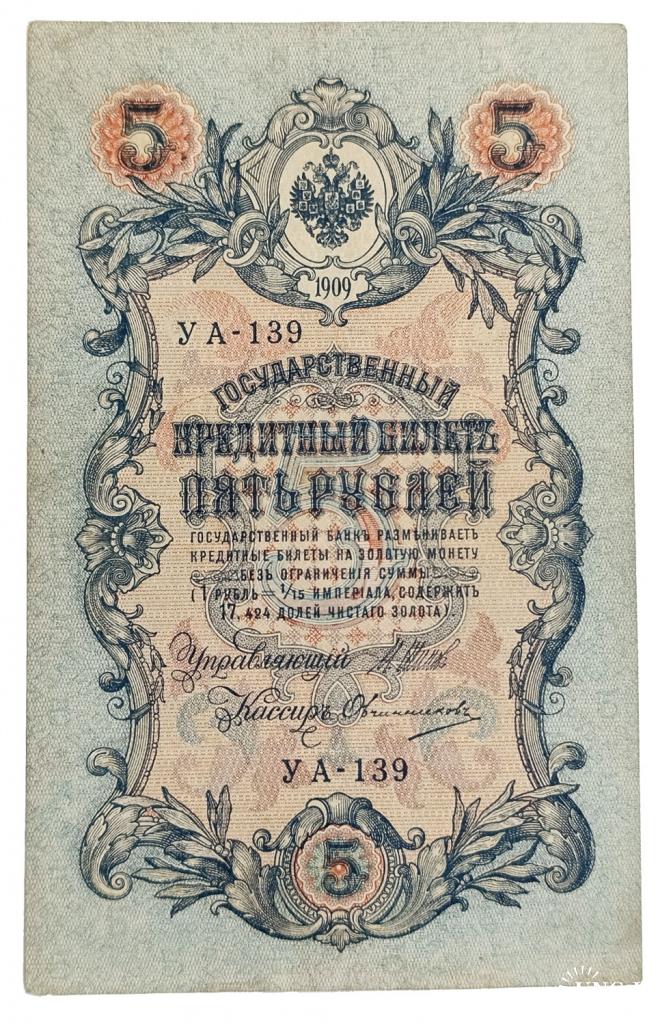 5 5
1909
УА-139
ГОСУДАРСТВЕННЫЙ
КРЕДИТНЫЙ БИЛЕТЪ
ПЯТЬ РУБЛЕЙ
ГОСУДАРСТВЕННЫЙ БАНКЪ РАЗМѢНИВАЕТЪ
КРЕДИТНЫЕ БИЛЕТЫ НА ЗОЛОТУЮ МОНЕТУ
БЕЗЪ ОГРАНИЧЕНІЯ СУММЫ
(1 РУБЛЬ = 1/15 ИМПЕРІАЛА, СОДЕРЖИТЪ
17,424 ДОЛЕЙ ЧИСТАГО ЗОЛОТА)
Управляющій
Кассиръ Овчинниковъ
УА-139
5